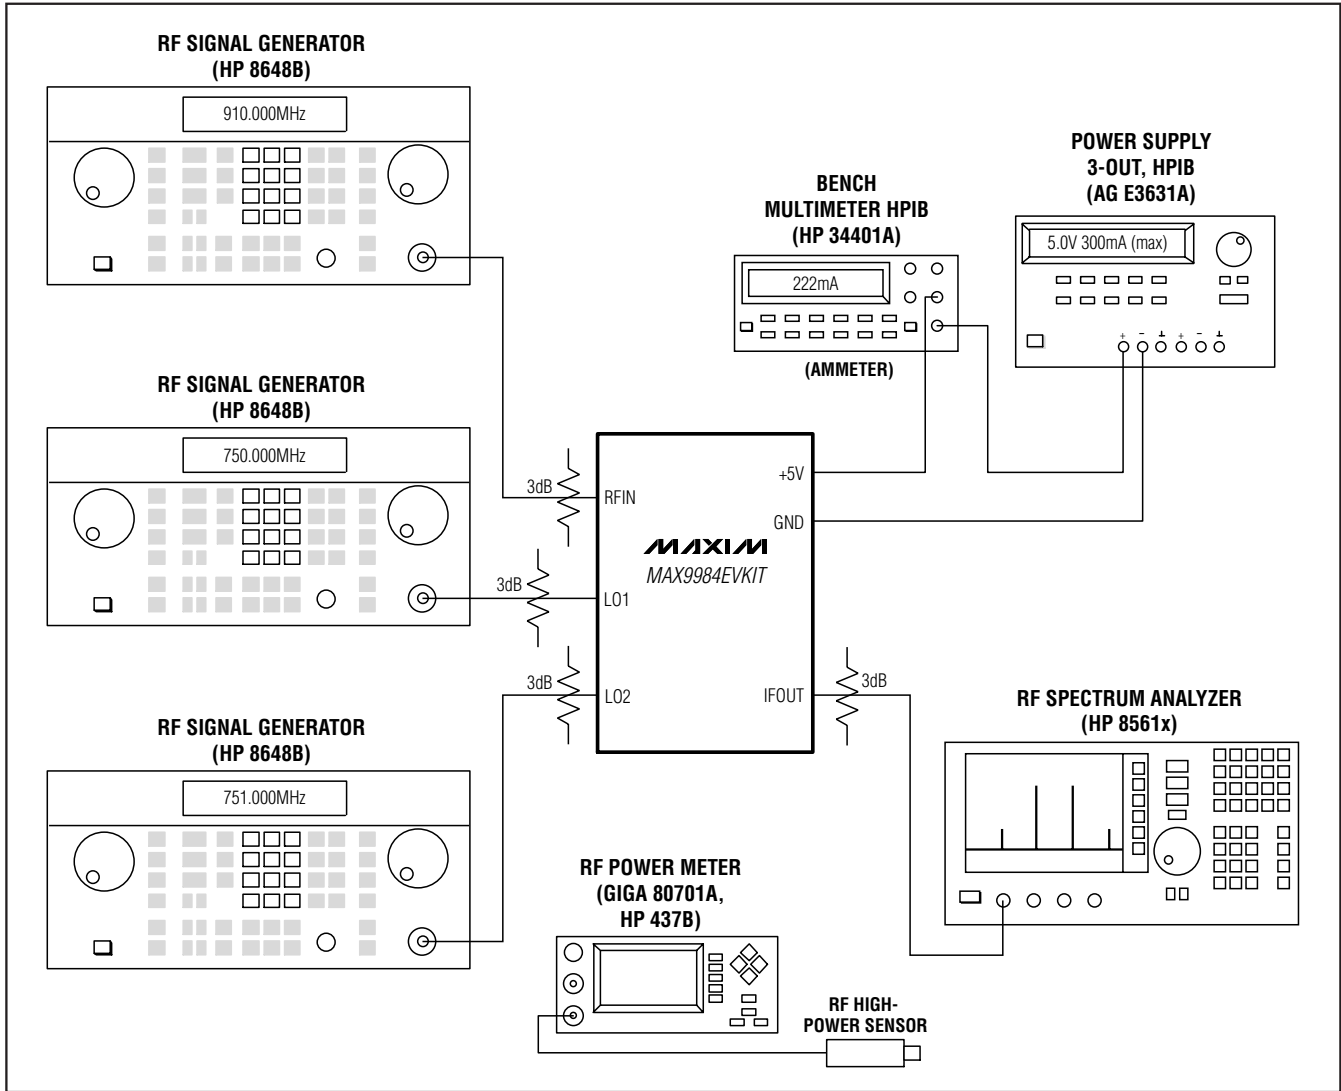 RF SIGNAL GENERATOR
(HP 8648B)
910.000MHz
POWER SUPPLY
3-OUT, HPIB
(AG E3631A)
5.0V 300mA (max)
+ - + -
BENCH
MULTIMETER HPIB
(HP 34401A)
222mA
(AMMETER)
RF SIGNAL GENERATOR
(HP 8648B)
750.000MHz
3dB
RFIN
+5V
GND
MAXIM
MAX9984EVKIT
3dB
LO1
3dB
LO2
IFOUT
3dB
RF SIGNAL GENERATOR
(HP 8648B)
751.000MHz
RF SPECTRUM ANALYZER
(HP 8561x)
RF POWER METER
(GIGA 80701A,
HP 437B)
RF HIGH-
POWER SENSOR